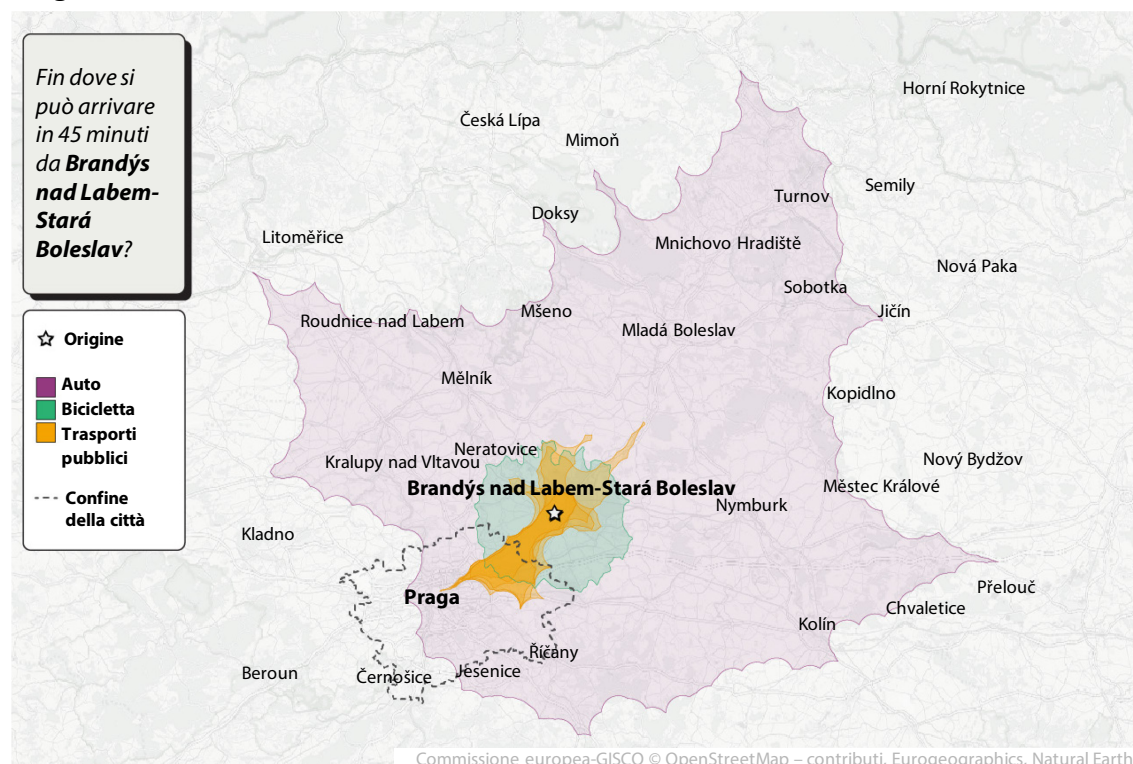 Fin dove si
può arrivare
in 45 minuti
da Brandýs
nad Labem-
Stará
Boleslav?
Origine
Auto
Bicicletta
Trasporti
pubblici
Confine
della città
Horní Rokytnice
Česká Lípa
Mimoň
Semily
Turnov
Doksy
Litoměřice
Mnichovo Hradiště
Nová Paka
Sobotka
Jičín
Mšeno
Roudnice nad Labem
Mladá Boleslav
Mělník
Kopidlno
Neratovice
Kralupy nad Vltavou
Nový Bydžov
Brandýs nad Labem-Stará Boleslav
Městec Králové
Nymburk
Kladno
Přelouč
Praga
Chvaletice
Kolín
Říčany
Beroun
Jesenice
Černošice
Commissione europea-GISCO © OpenStreetMap – contributi, Eurogeographics, Natural Earth